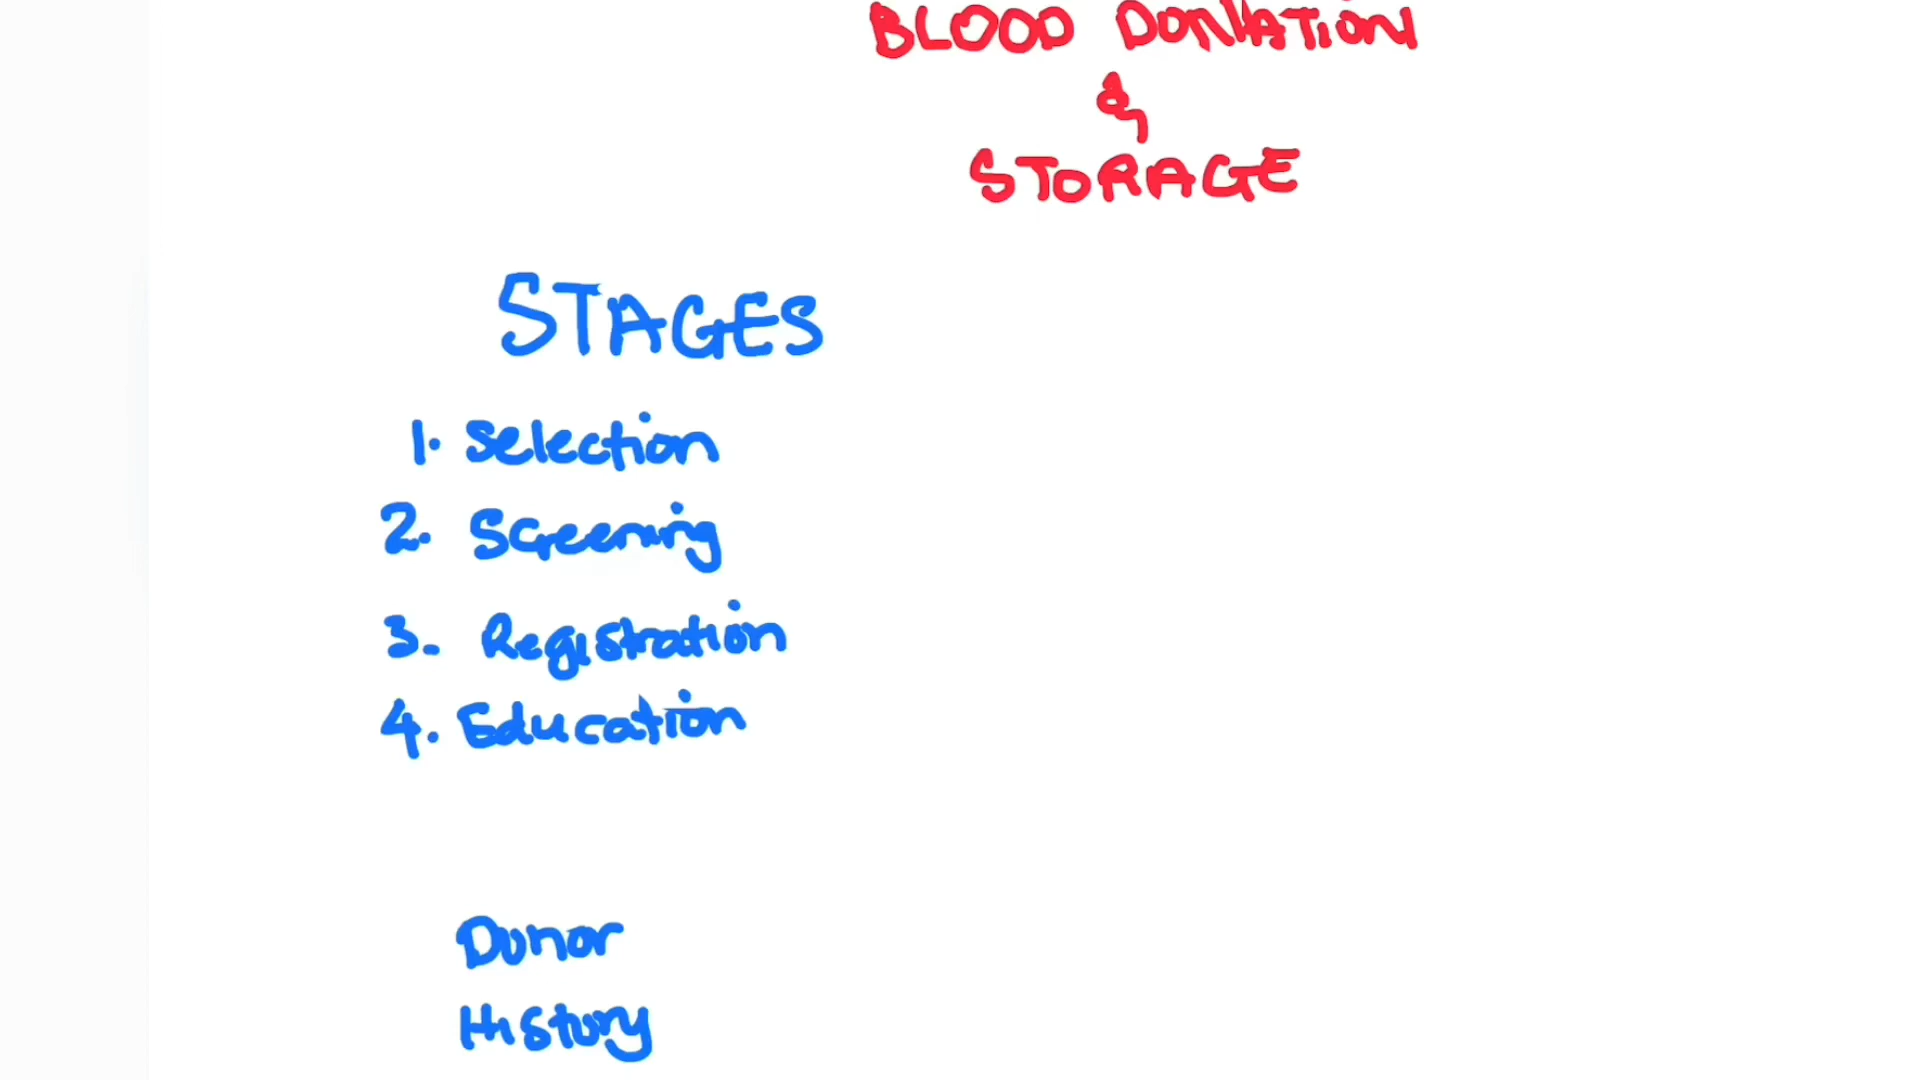 BLOOD DONATION
&
STORAGE
STAGES
1. Selection
2. Screening
3. Registration
4. Education
Donor
History